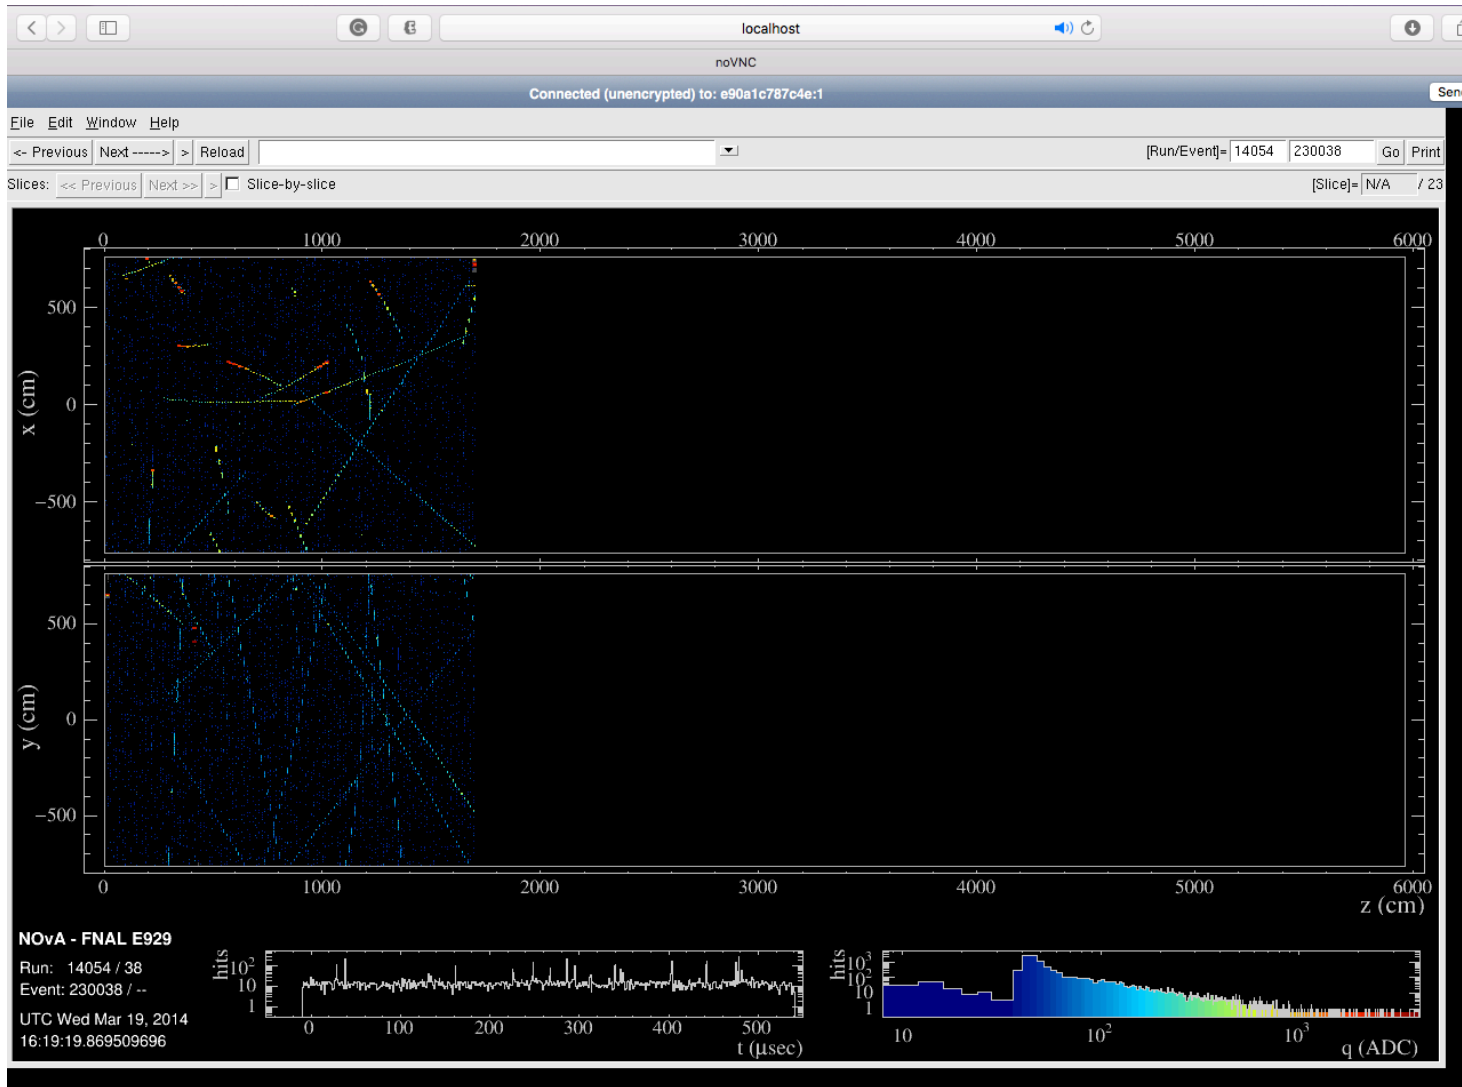 localhost
noVNC
Connected (unencrypted) to: e90a1c787c4e:1
File Edit Window Help
<- Previous Next -----> > Reload [Run/Event]= 14054 230038 Go Print
Slices: << Previous Next >> > Slice-by-slice [Slice]= N/A / 23
0 1000 2000 3000 4000 5000 6000
500
0
−500
x (cm)
500
0
−500
y (cm)
0 1000 2000 3000 4000 5000 6000
z (cm)
NOvA - FNAL E929
Run: 14054 / 38
Event: 230038 / --
UTC Wed Mar 19, 2014
16:19:19.869509696
hits
10²
10
1
0 100 200 300 400 500
t (μsec)
hits
10³
10²
10
1
10 10² 10³
q (ADC)